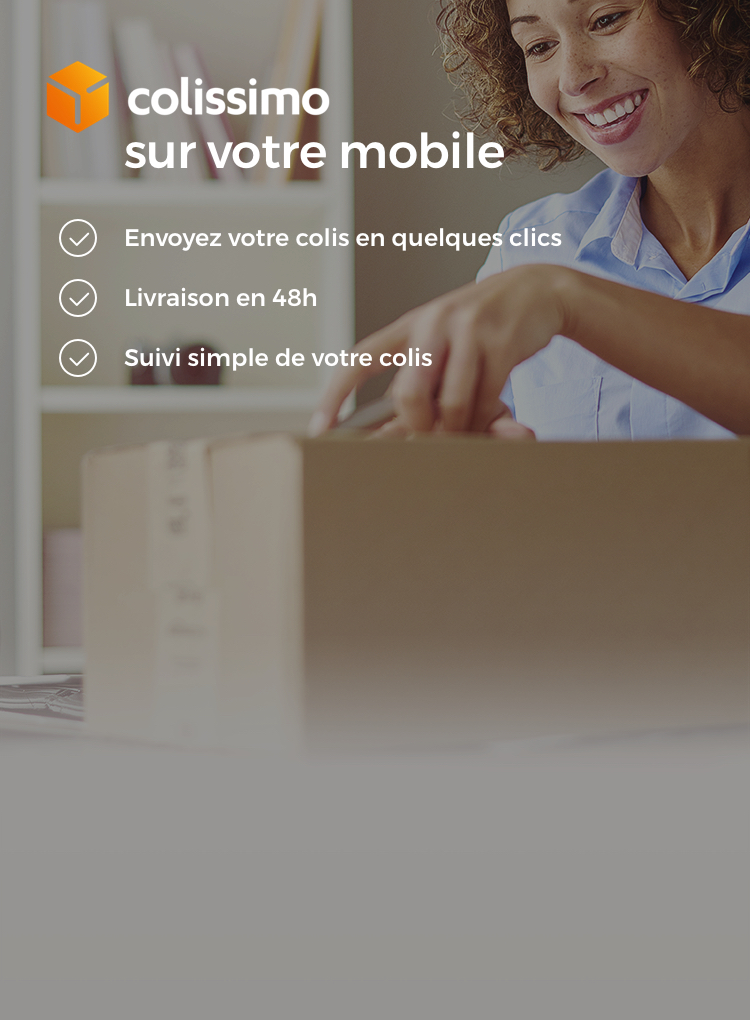 colissimo
sur votre mobile
Envoyez votre colis en quelques clics
Livraison en 48h
Suivi simple de votre colis